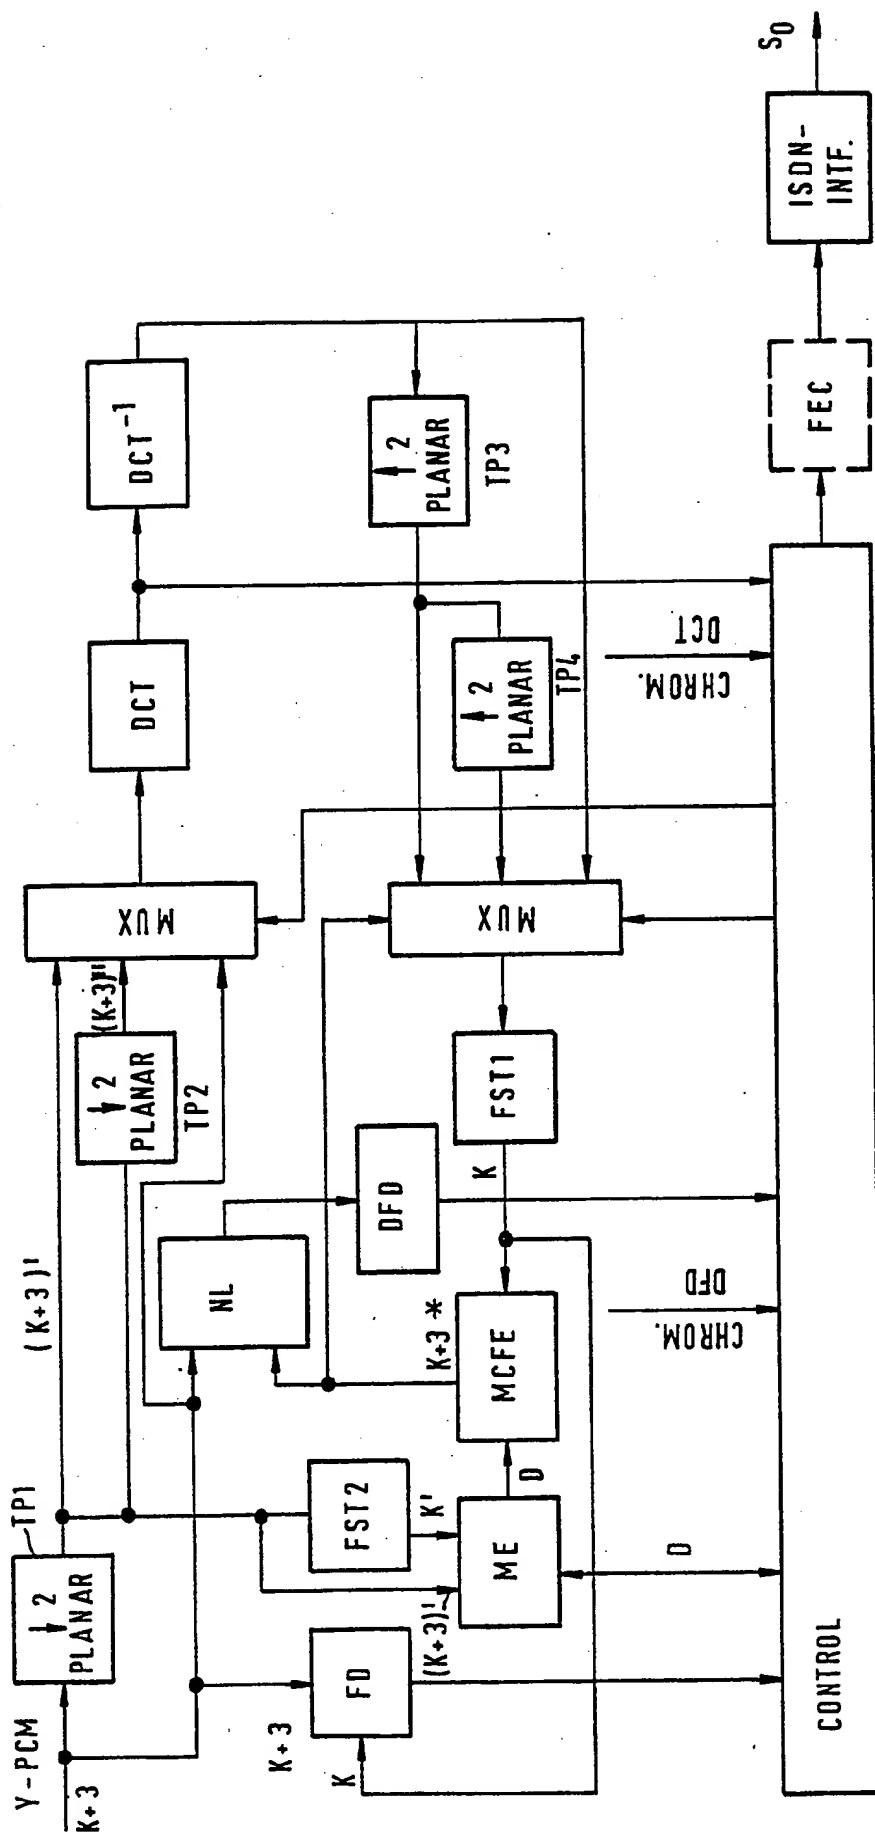 Y-PCM
K+3
↓ 2
PLANAR
TP1
(K+3)'
↓ 2
PLANAR
TP2
(K+3)"
MUX
DCT
DCT⁻¹
K+3
K
FD
FST2
K'
(K+3)'
ME
D
NL
K+3 *
MCFE
DFD
K
FST1
MUX
↑ 2
PLANAR
TP3
↑ 2
PLANAR
TP4
D
CHROM.
DFD
CHROM.
DCT
CONTROL
FEC
ISDN-
INTF.
S0